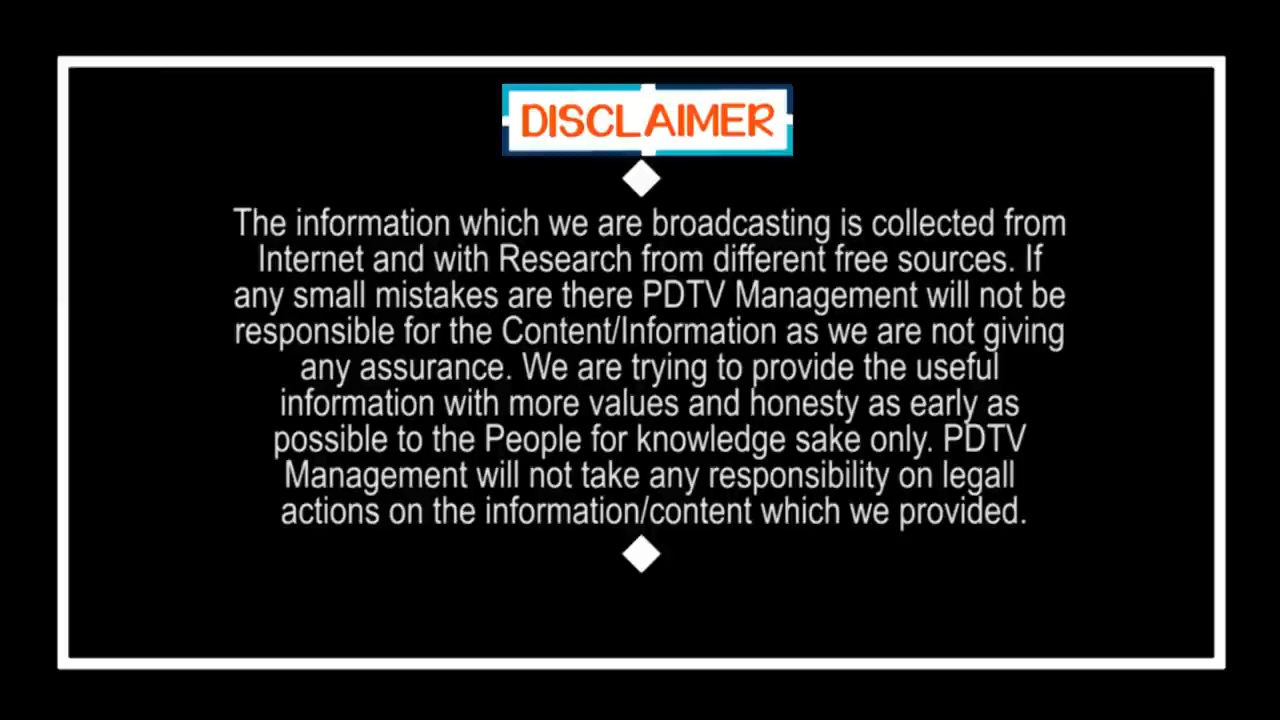 DISCLAIMER
The information which we are broadcasting is collected from
Internet and with Research from different free sources. If
any small mistakes are there PDTV Management will not be
responsible for the Content/Information as we are not giving
any assurance. We are trying to provide the useful
information with more values and honesty as early as
possible to the People for knowledge sake only. PDTV
Management will not take any responsibility on legall
actions on the information/content which we provided.